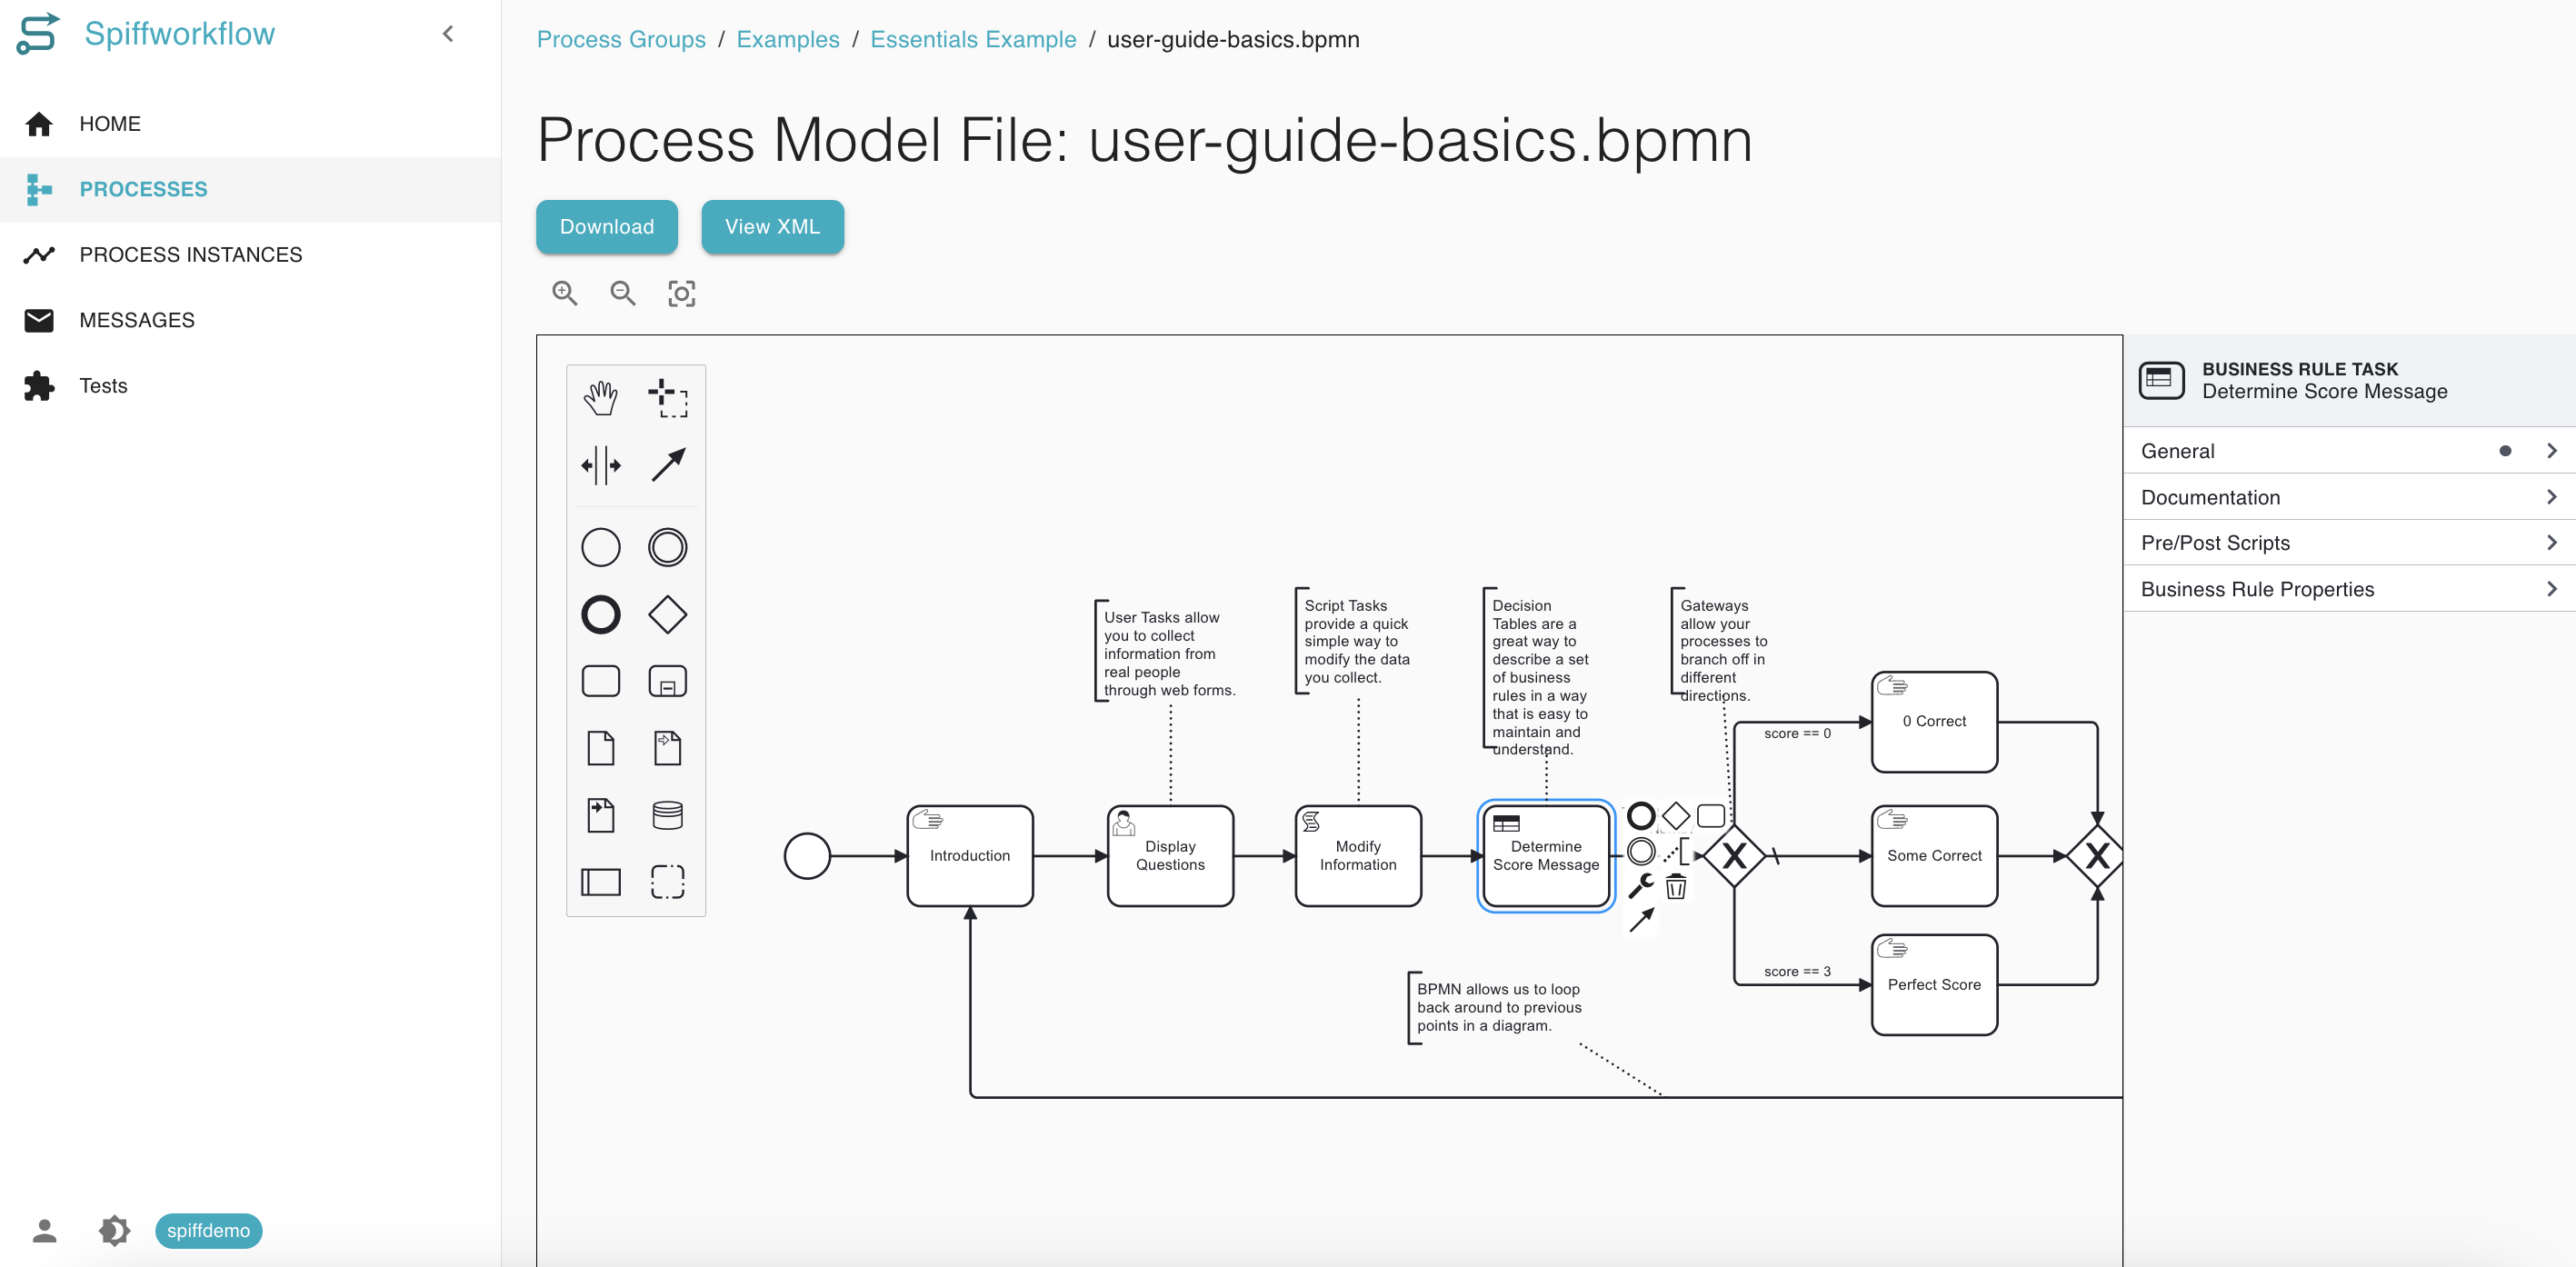 Spiffworkflow
HOME
PROCESSES
PROCESS INSTANCES
MESSAGES
Tests
spiffdemo
Process Groups / Examples / Essentials Example / user-guide-basics.bpmn
Process Model File: user-guide-basics.bpmn
Download
View XML
User Tasks allow
you to collect
information from
real people
through web forms.
Script Tasks
provide a quick
simple way to
modify the data
you collect.
Decision
Tables are a
great way to
describe a set
of business
rules in a way
that is easy to
maintain and
understand.
Gateways
allow your
processes to
branch off in
different
directions.
Introduction
Display
Questions
Modify
Information
Determine
Score Message
score == 0
0 Correct
Some Correct
score == 3
Perfect Score
BPMN allows us to loop
back around to previous
points in a diagram.
BUSINESS RULE TASK
Determine Score Message
General
Documentation
Pre/Post Scripts
Business Rule Properties